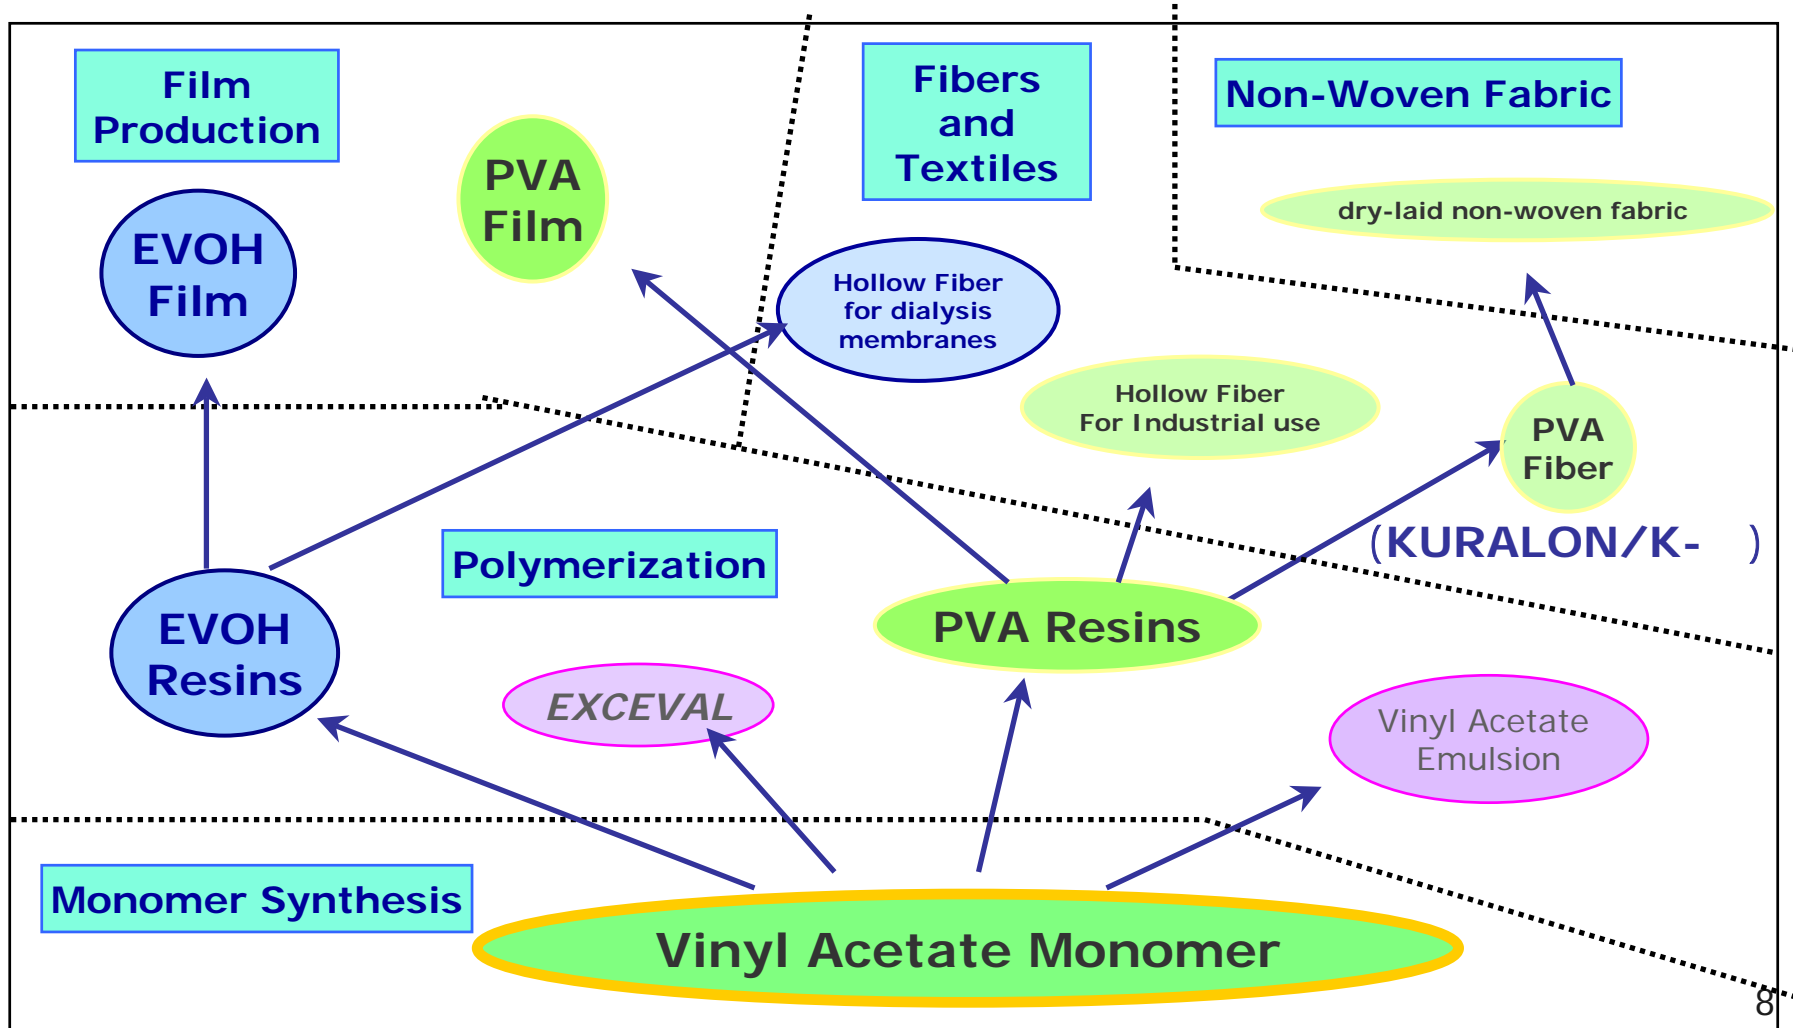 Film
Production
Fibers
and
Textiles
Non-Woven Fabric
PVA
Film
dry-laid non-woven fabric
EVOH
Film
Hollow Fiber
for dialysis
membranes
Hollow Fiber
For Industrial use
PVA
Fiber
(KURALON/K- )
Polymerization
PVA Resins
EVOH
Resins
EXCEVAL
Vinyl Acetate
Emulsion
Monomer Synthesis
Vinyl Acetate Monomer
8